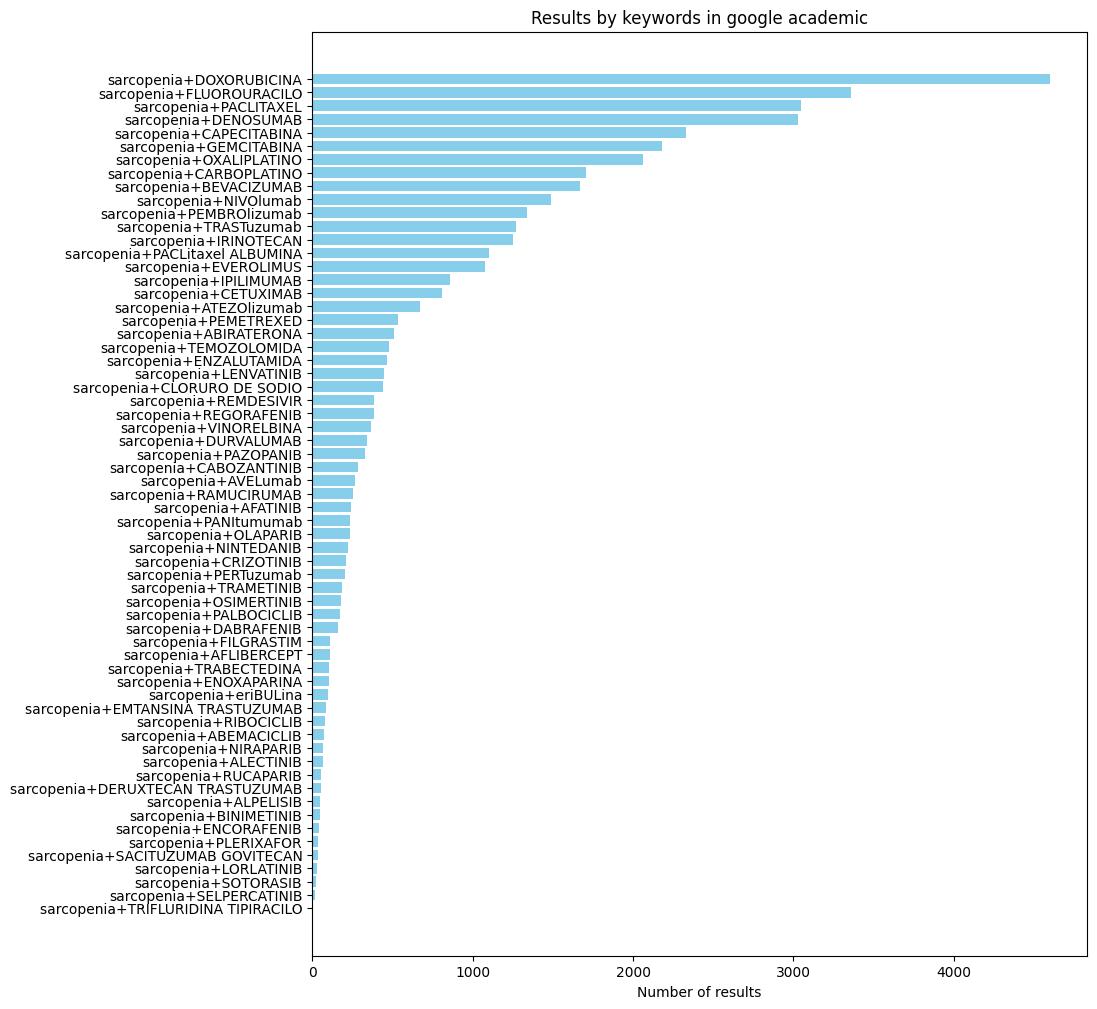 Results by keywords in google academic
sarcopenia+DOXORUBICINA
sarcopenia+FLUOROURACILO
sarcopenia+PACLITAXEL
sarcopenia+DENOSUMAB
sarcopenia+CAPECITABINA
sarcopenia+GEMCITABINA
sarcopenia+OXALIPLATINO
sarcopenia+CARBOPLATINO
sarcopenia+BEVACIZUMAB
sarcopenia+NIVOlumab
sarcopenia+PEMBROlizumab
sarcopenia+TRASTuzumab
sarcopenia+IRINOTECAN
sarcopenia+PACLitaxel ALBUMINA
sarcopenia+EVEROLIMUS
sarcopenia+IPILIMUMAB
sarcopenia+CETUXIMAB
sarcopenia+ATEZOlizumab
sarcopenia+PEMETREXED
sarcopenia+ABIRATERONA
sarcopenia+TEMOZOLOMIDA
sarcopenia+ENZALUTAMIDA
sarcopenia+LENVATINIB
sarcopenia+CLORURO DE SODIO
sarcopenia+REMDESIVIR
sarcopenia+REGORAFENIB
sarcopenia+VINORELBINA
sarcopenia+DURVALUMAB
sarcopenia+PAZOPANIB
sarcopenia+CABOZANTINIB
sarcopenia+AVELumab
sarcopenia+RAMUCIRUMAB
sarcopenia+AFATINIB
sarcopenia+PANItumumab
sarcopenia+OLAPARIB
sarcopenia+NINTEDANIB
sarcopenia+CRIZOTINIB
sarcopenia+PERTuzumab
sarcopenia+TRAMETINIB
sarcopenia+OSIMERTINIB
sarcopenia+PALBOCICLIB
sarcopenia+DABRAFENIB
sarcopenia+FILGRASTIM
sarcopenia+AFLIBERCEPT
sarcopenia+TRABECTEDINA
sarcopenia+ENOXAPARINA
sarcopenia+eriBULina
sarcopenia+EMTANSINA TRASTUZUMAB
sarcopenia+RIBOCICLIB
sarcopenia+ABEMACICLIB
sarcopenia+NIRAPARIB
sarcopenia+ALECTINIB
sarcopenia+RUCAPARIB
sarcopenia+DERUXTECAN TRASTUZUMAB
sarcopenia+ALPELISIB
sarcopenia+BINIMETINIB
sarcopenia+ENCORAFENIB
sarcopenia+PLERIXAFOR
sarcopenia+SACITUZUMAB GOVITECAN
sarcopenia+LORLATINIB
sarcopenia+SOTORASIB
sarcopenia+SELPERCATINIB
sarcopenia+TRIFLURIDINA TIPIRACILO
0 1000 2000 3000 4000
Number of results